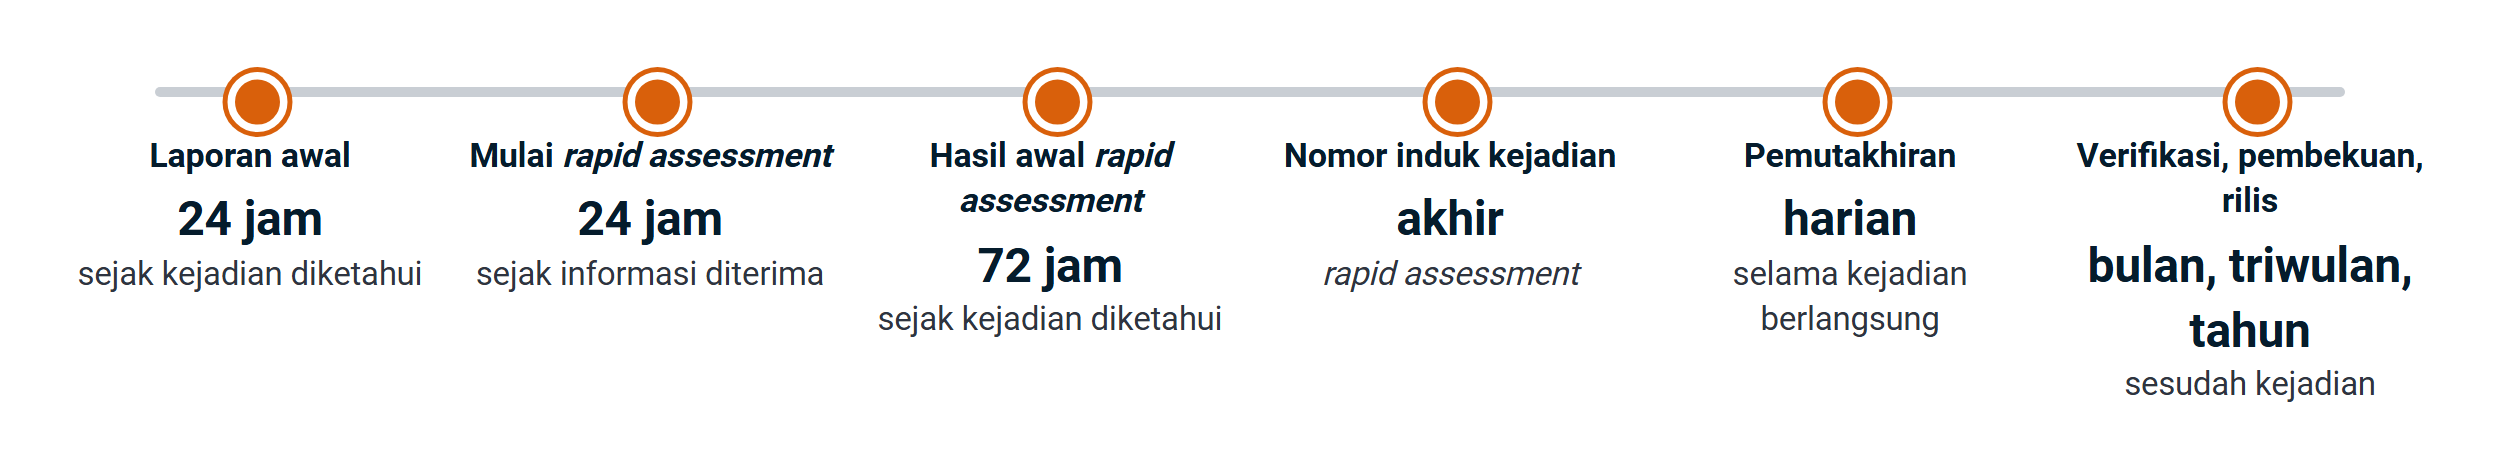 Laporan awal
24 jam
sejak kejadian diketahui
Mulai rapid assessment
24 jam
sejak informasi diterima
Hasil awal rapid
assessment
72 jam
sejak kejadian diketahui
Nomor induk kejadian
akhir
rapid assessment
Pemutakhiran
harian
selama kejadian
berlangsung
Verifikasi, pembekuan,
rilis
bulan, triwulan,
tahun
sesudah kejadian